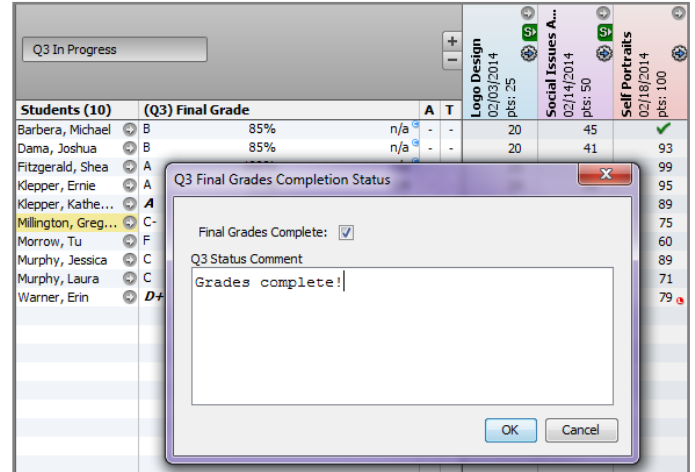 Q3 In Progress
+
−
Logo Design
02/03/2014
pts: 25
S
Social Issues A...
02/14/2014
pts: 50
S
Self Portraits
02/18/2014
pts: 100
Students (10) (Q3) Final Grade A T
Barbera, Michael B 85% n/a c - - 20 45
Dama, Joshua B 85% n/a c - - 20 41 93
Fitzgerald, Shea A 99
Klepper, Ernie A 95
Klepper, Kathe... A 89
Millington, Greg... C- 75
Morrow, Tu F 60
Murphy, Jessica C 89
Murphy, Laura C 71
Warner, Erin D+ 79
Q3 Final Grades Completion Status
Final Grades Complete:
Q3 Status Comment
Grades complete!
OK Cancel